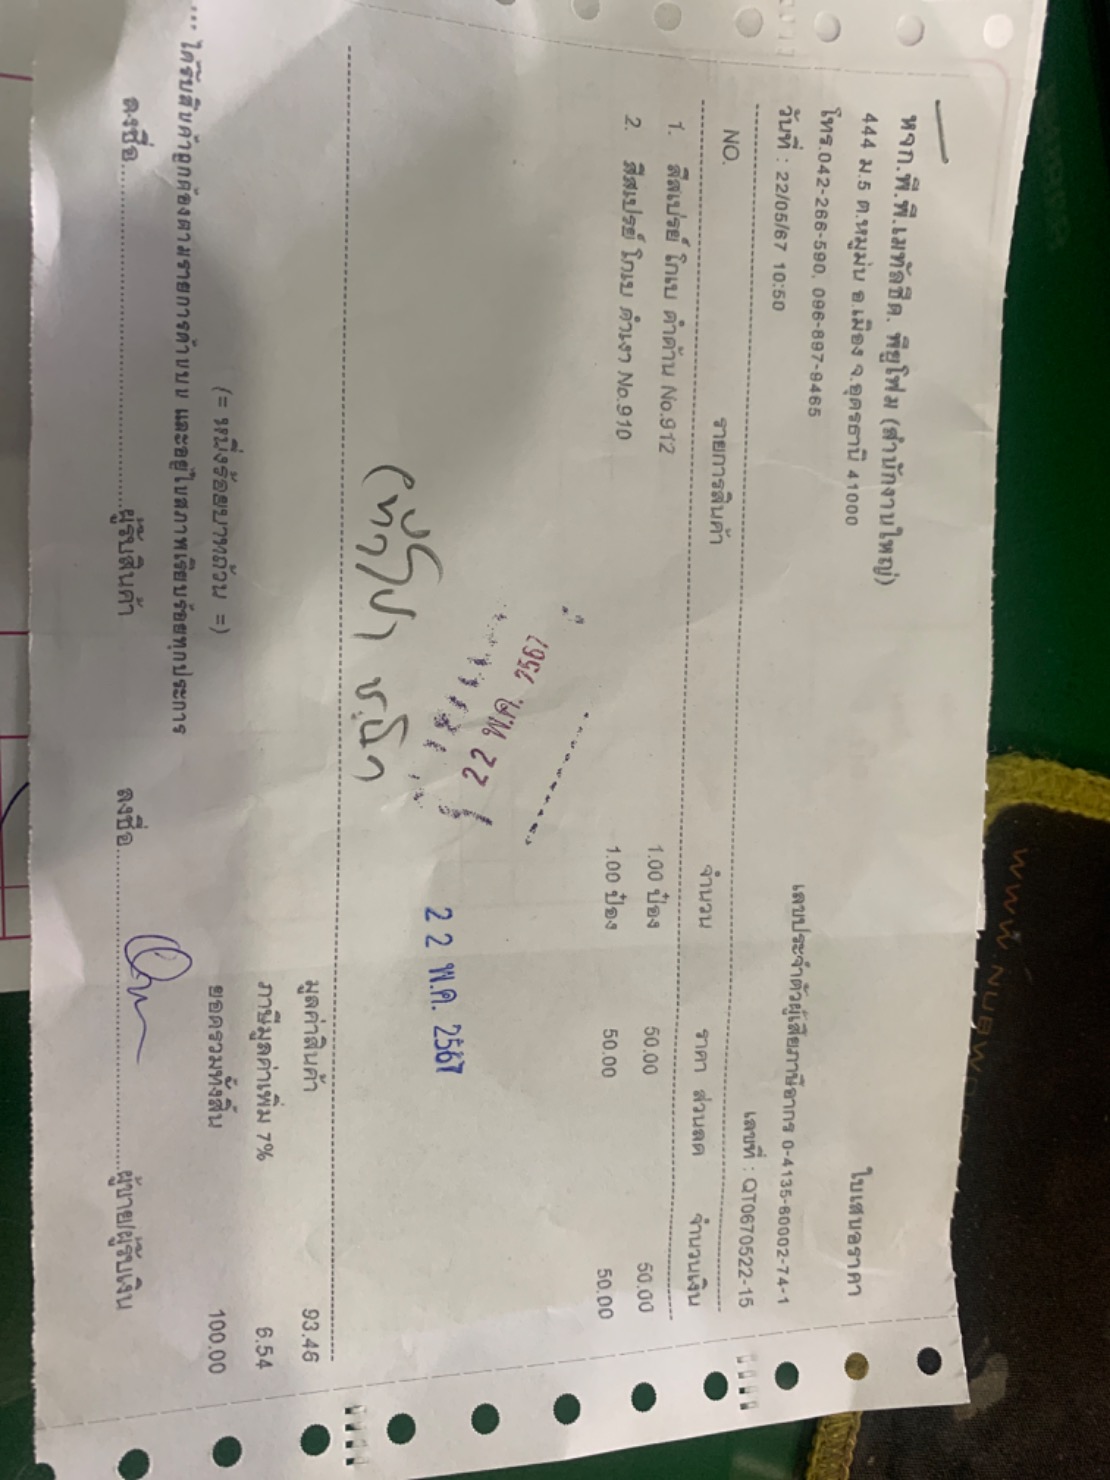 หจก.พี.พี.เมทัลชีต. พียูโฟม (สำนักงานใหญ่)
ใบเสนอราคา
444 ม.5 ต.หมูม่น อ.เมือง จ.อุดรธานี 41000
โทร.042-266-590, 096-897-9465
เลขประจำตัวผู้เสียภาษีอากร 0-4135-60002-74-1
วันที่ : 22/05/67 10:50
เลขที่ : QT0670522-15
NO. รายการสินค้า จำนวน ราคา ส่วนลด จำนวนเงิน
1. สีสเปรย์ โกเบ ดำด้าน No.912 1.00 ป๋อง 50.00 50.00
2. สีสเปรย์ โกเบ ดำเงา No.910 1.00 ป๋อง 50.00 50.00
22 พ.ค. 2567
22 พ.ค. 2567
มูลค่าสินค้า 93.46
ภาษีมูลค่าเพิ่ม 7% 6.54
(= หนึ่งร้อยบาทถ้วน =) ยอดรวมทั้งสิ้น 100.00
... ได้รับสินค้าถูกต้องตามรายการด้านบน และอยู่ในสภาพเรียบร้อยทุกประการ
ลงชื่อ..............................ผู้รับสินค้า ลงชื่อ..............................ผู้ขาย/ผู้รับเงิน